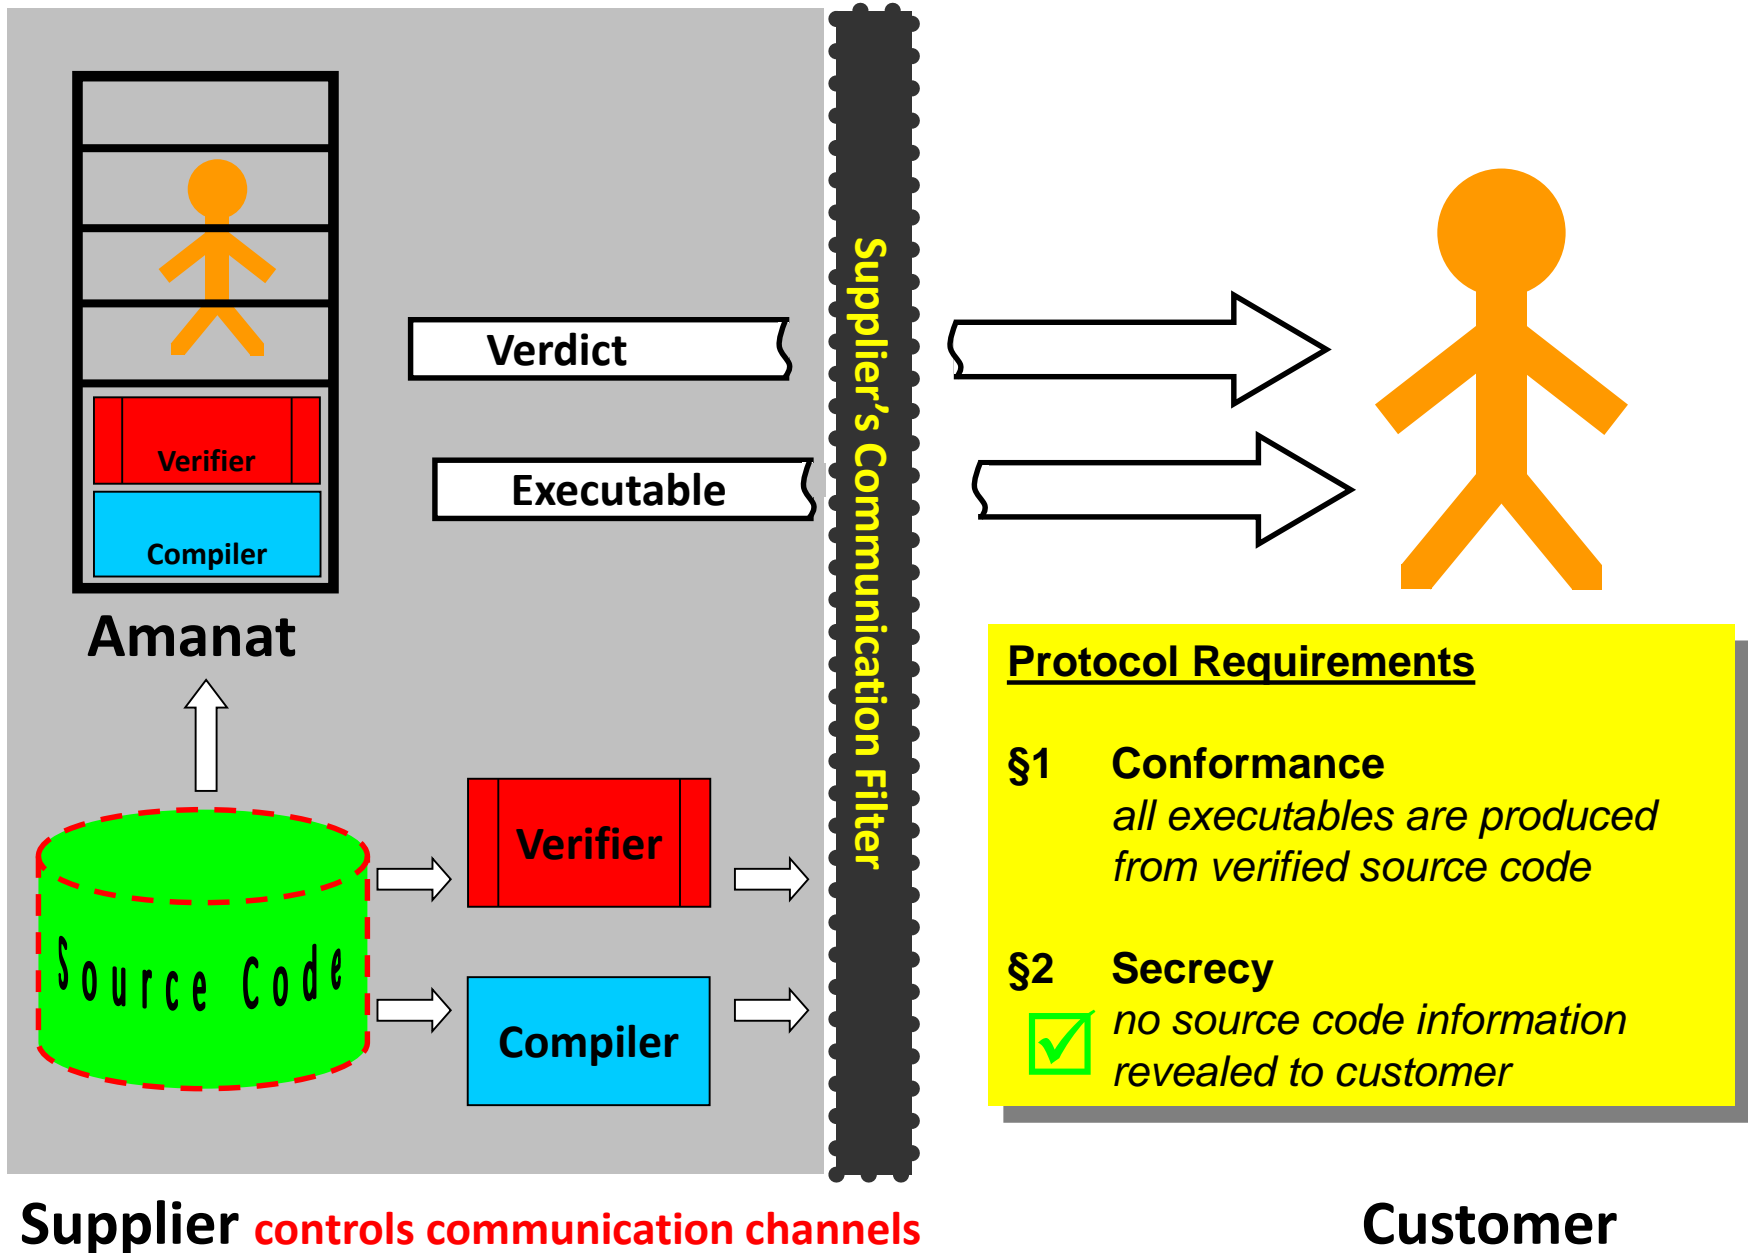 Verdict
Executable
Verifier
Compiler
Amanat
Supplier's Communication Filter
Source Code
Verifier
Compiler
Protocol Requirements
§1 Conformance
all executables are produced
from verified source code
§2 Secrecy
no source code information
revealed to customer
Supplier controls communication channels
Customer